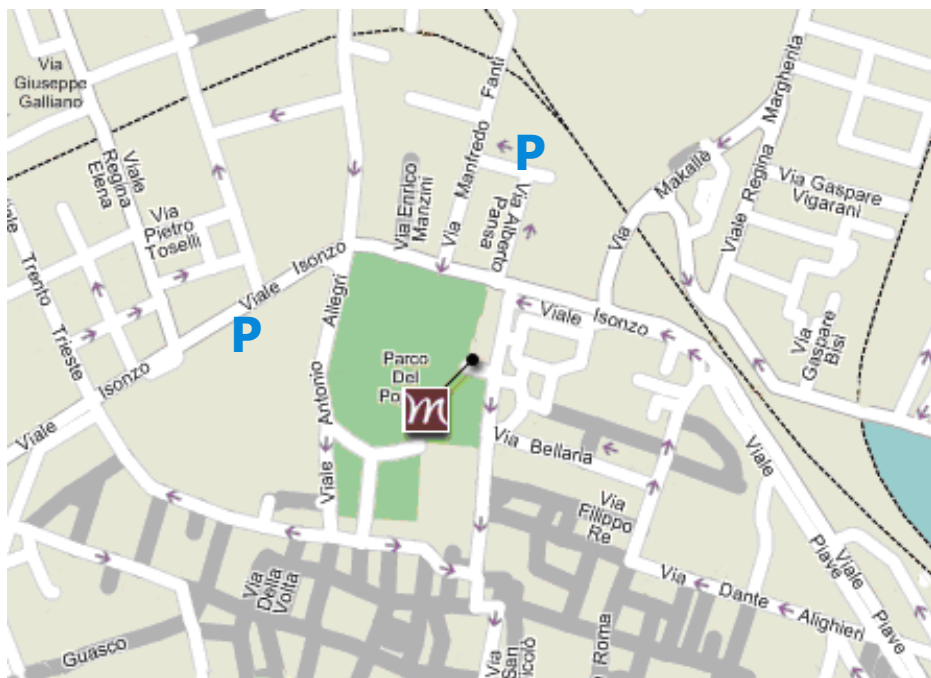 Via
Giuseppe
Galliano
Viale
Regina
Elena
Via
Pietro
Toselli
Viale
Trento
Trieste
Viale Isonzo
P
Viale Isonzo
Via Enrico
Manzini
Via Manfredo Fanti
P
Via Alberto
Pansa
Via Makallè
Viale Regina Margherita
Via Gaspare
Vigarani
Via
Gaspare
Bisi
Viale Isonzo
Viale Antonio Allegri
Parco
Del
m
Via Bellaria
Via
Filippo
Re
Viale Piave
Viale Piave
Via Dante Alighieri
Via
Della
Volta
Guasco
Via
San
Roma